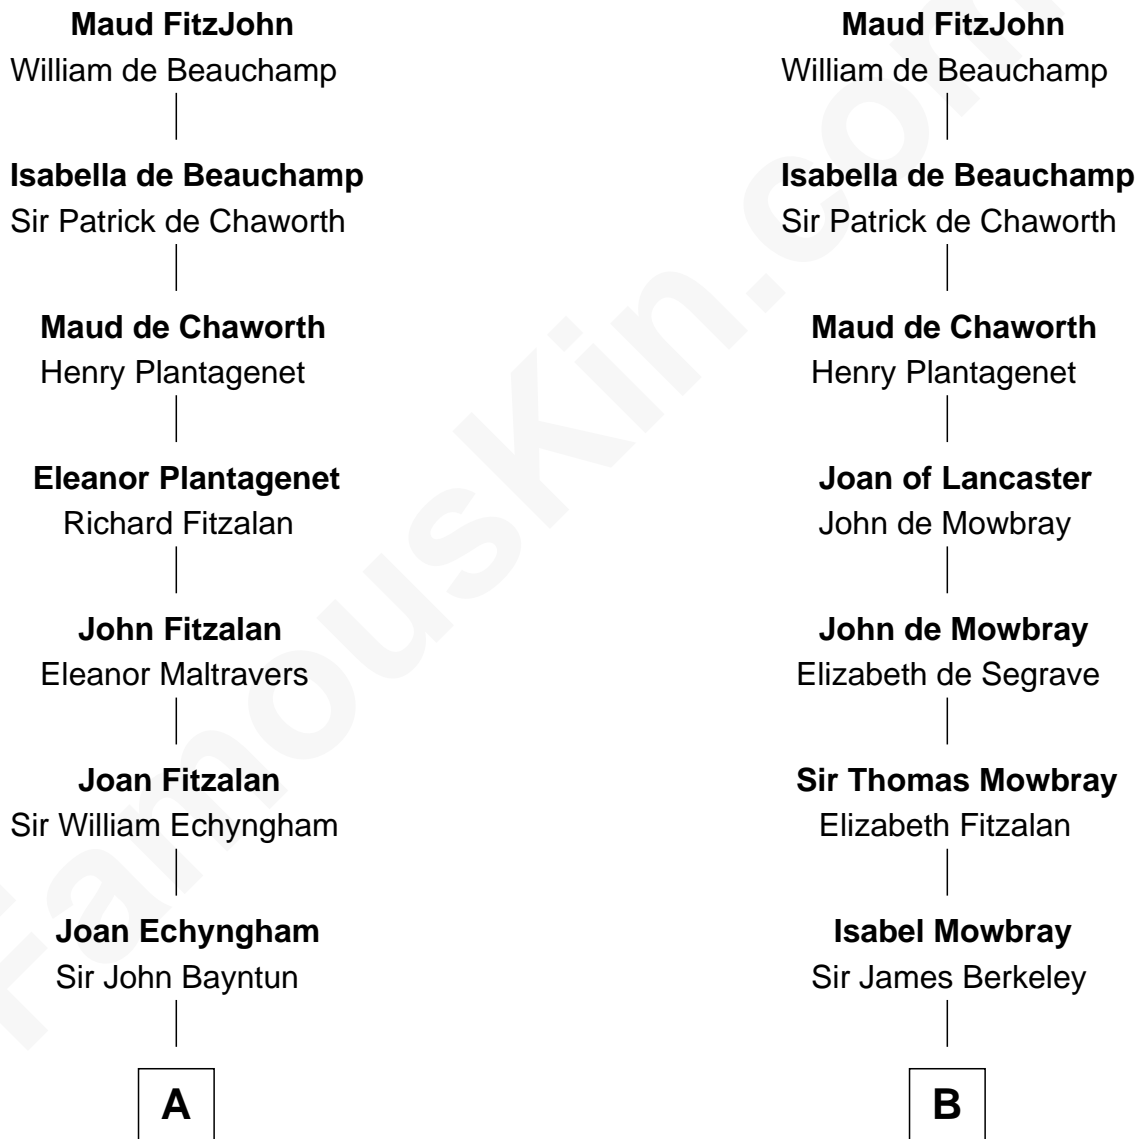 Maud FitzJohn
William de Beauchamp
Isabella de Beauchamp
Sir Patrick de Chaworth
Maud de Chaworth
Henry Plantagenet
Eleanor Plantagenet
Richard Fitzalan
John Fitzalan
Eleanor Maltravers
Joan Fitzalan
Sir William Echyngham
Joan Echyngham
Sir John Bayntun
A
Maud FitzJohn
William de Beauchamp
Isabella de Beauchamp
Sir Patrick de Chaworth
Maud de Chaworth
Henry Plantagenet
Joan of Lancaster
John de Mowbray
John de Mowbray
Elizabeth de Segrave
Sir Thomas Mowbray
Elizabeth Fitzalan
Isabel Mowbray
Sir James Berkeley
B
FamousKin.com